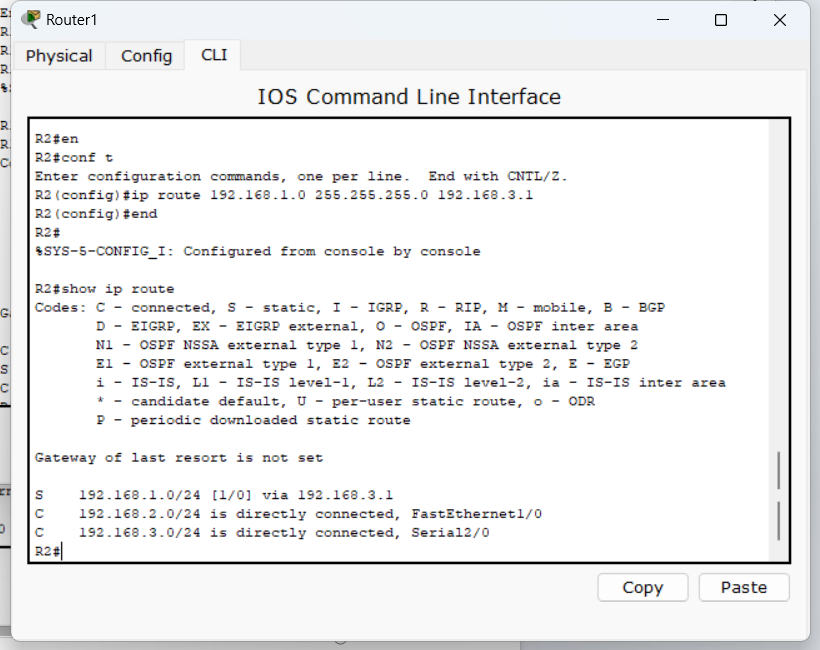 Router1
Physical Config CLI
IOS Command Line Interface
R2#en
R2#conf t
Enter configuration commands, one per line.  End with CNTL/Z.
R2(config)#ip route 192.168.1.0 255.255.255.0 192.168.3.1
R2(config)#end
R2#
%SYS-5-CONFIG_I: Configured from console by console
R2#show ip route
Codes: C - connected, S - static, I - IGRP, R - RIP, M - mobile, B - BGP
D - EIGRP, EX - EIGRP external, O - OSPF, IA - OSPF inter area
N1 - OSPF NSSA external type 1, N2 - OSPF NSSA external type 2
E1 - OSPF external type 1, E2 - OSPF external type 2, E - EGP
i - IS-IS, L1 - IS-IS level-1, L2 - IS-IS level-2, ia - IS-IS inter area
* - candidate default, U - per-user static route, o - ODR
P - periodic downloaded static route
Gateway of last resort is not set
S    192.168.1.0/24 [1/0] via 192.168.3.1
C    192.168.2.0/24 is directly connected, FastEthernet1/0
C    192.168.3.0/24 is directly connected, Serial2/0
R2#
Copy Paste